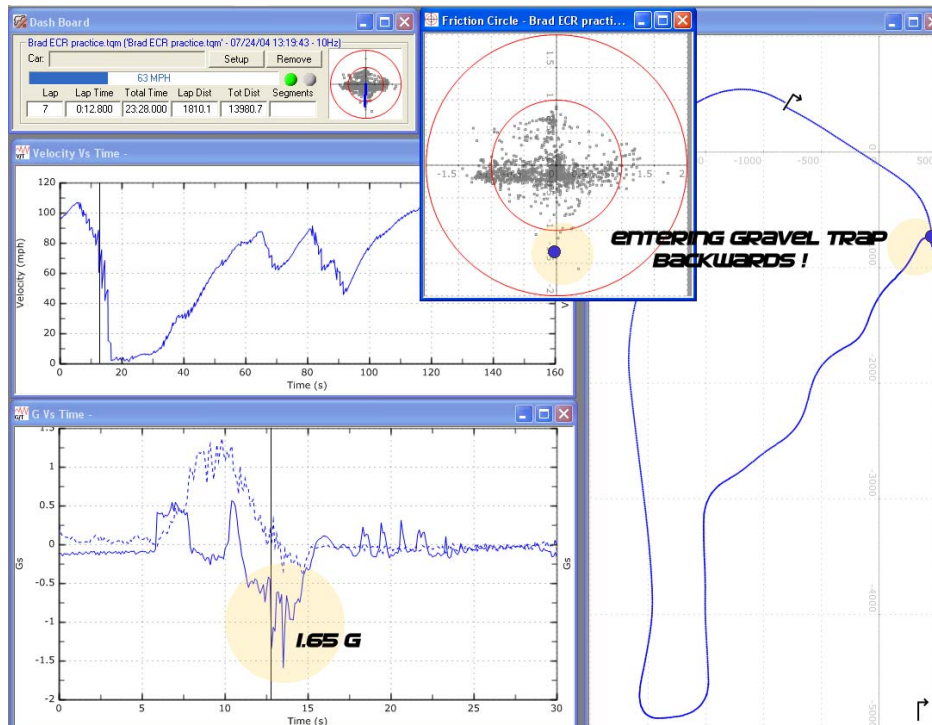 Dash Board
Brad ECR practice.tqm ('Brad ECR practice.tqm' - 07/24/04 13:19:43 - 10Hz)
Car:
Setup
Remove
63 MPH
Lap Lap Time Total Time Lap Dist Tot Dist Segments
7 0:12.800 23:28.000 1810.1 13980.7
Friction Circle - Brad ECR practi...
1.5
1
-1.5
1.5
2
2
ENTERING GRAVEL TRAP
BACKWARDS !
-1000 -500 0
-2000
-3000
-4000
-5000
Velocity Vs Time -
Velocity (mph)
120
100
80
60
40
20
0
0 20 40 60 80 100 120 140 160
Time (s)
V
G Vs Time -
Gs
1.5
1
0.5
0
-0.5
-1
-1.5
-2
0 5 10 15 20 25 30
Time (s)
Gs
1.65 G